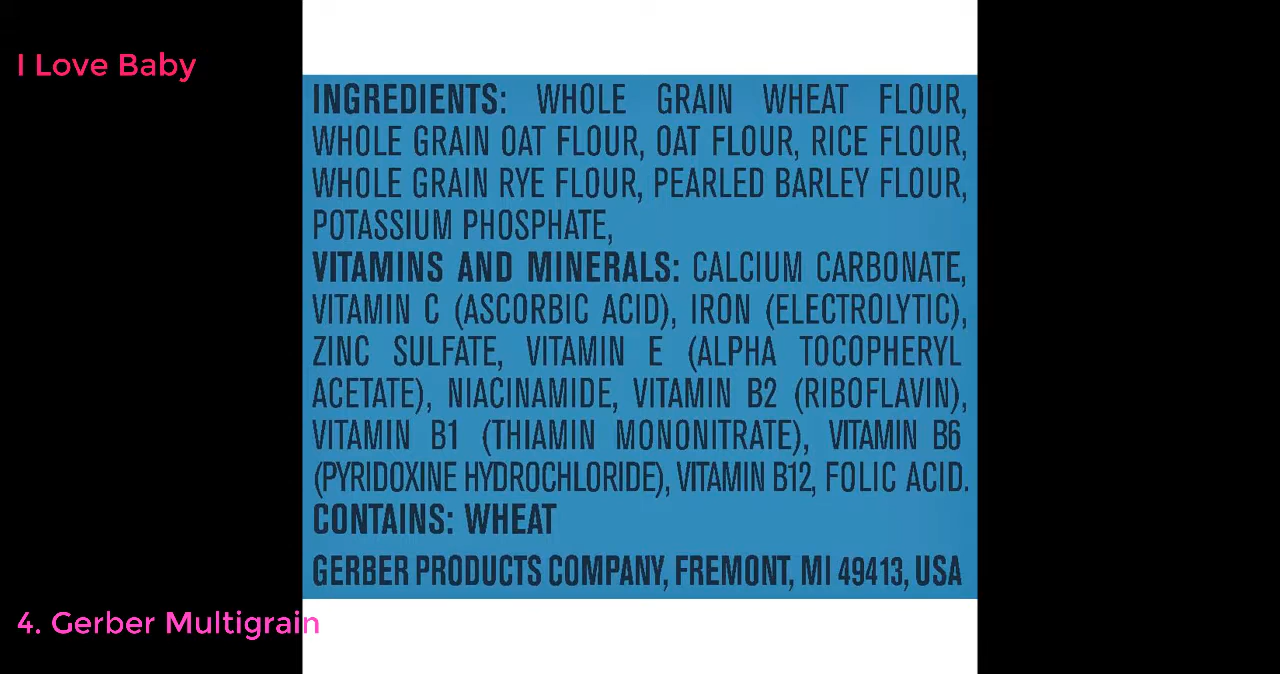 I Love Baby
INGREDIENTS: WHOLE GRAIN WHEAT FLOUR,
WHOLE GRAIN OAT FLOUR, OAT FLOUR, RICE FLOUR,
WHOLE GRAIN RYE FLOUR, PEARLED BARLEY FLOUR,
POTASSIUM PHOSPHATE,
VITAMINS AND MINERALS: CALCIUM CARBONATE,
VITAMIN C (ASCORBIC ACID), IRON (ELECTROLYTIC),
ZINC SULFATE, VITAMIN E (ALPHA TOCOPHERYL
ACETATE), NIACINAMIDE, VITAMIN B2 (RIBOFLAVIN),
VITAMIN B1 (THIAMIN MONONITRATE), VITAMIN B6
(PYRIDOXINE HYDROCHLORIDE), VITAMIN B12, FOLIC ACID.
CONTAINS: WHEAT
GERBER PRODUCTS COMPANY, FREMONT, MI 49413, USA
4. Gerber Multigrain